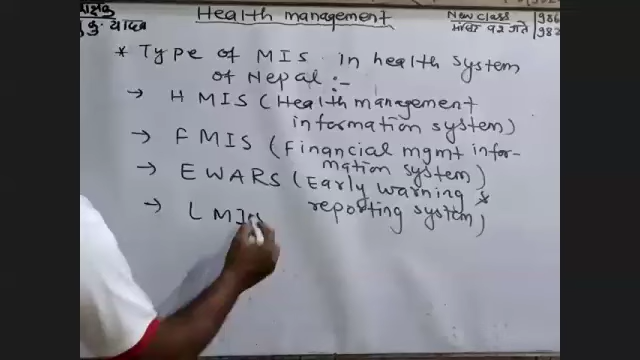 Health management
New class
* Type of MIS in health system
of Nepal :-
→ HMIS (Health management
information system)
→ FMIS (Financial mgmt infor-
mation system)
→ EWARS (Early warning &
reporting system)
→ LMI